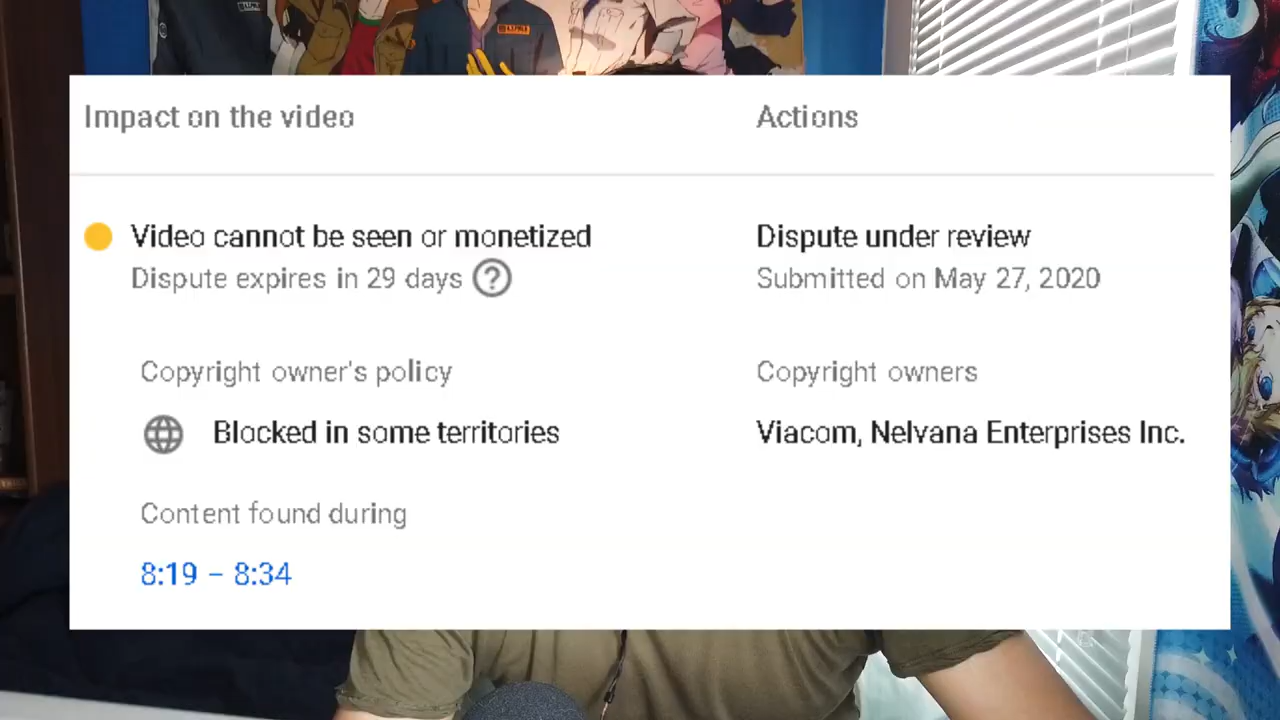 Impact on the video
Actions
Video cannot be seen or monetized
Dispute under review
Dispute expires in 29 days
Submitted on May 27, 2020
Copyright owner's policy
Copyright owners
Blocked in some territories
Viacom, Nelvana Enterprises Inc.
Content found during
8:19 – 8:34